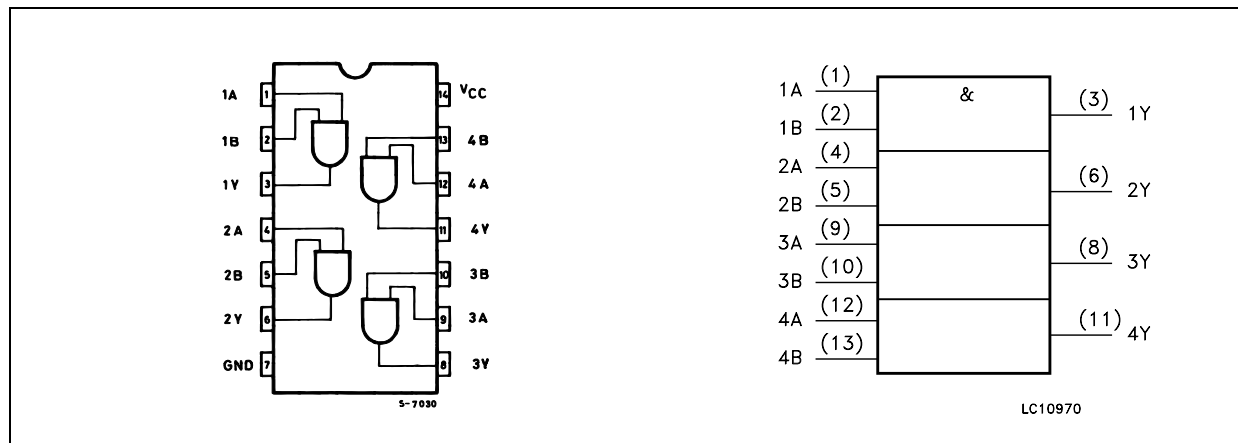 1A 1 14 VCC
1B 2 13 4B
1Y 3 12 4A
2A 4 11 4Y
2B 5 10 3B
2Y 6 9 3A
GND 7 8 3Y
S-7030
1A (1)
&
(3) 1Y
1B (2)
2A (4)
(6) 2Y
2B (5)
3A (9)
(8) 3Y
3B (10)
4A (12)
(11) 4Y
4B (13)
LC10970